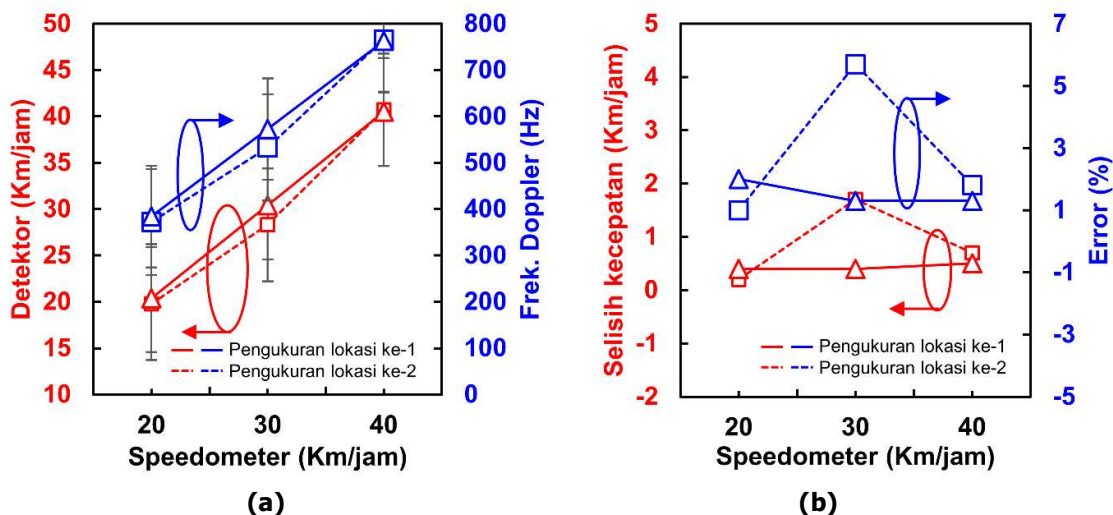 Detektor (Km/jam)
50
45
40
35
30
25
20
15
10
800
700
600
500
400
300
200
100
0
Frek. Doppler (Hz)
Pengukuran lokasi ke-1
Pengukuran lokasi ke-2
20 30 40
Speedometer (Km/jam)
(a)
Selisih kecepatan (Km/jam)
5
4
3
2
1
0
-1
-2
7
5
3
1
-1
-3
-5
Error (%)
Pengukuran lokasi ke-1
Pengukuran lokasi ke-2
20 30 40
Speedometer (Km/jam)
(b)